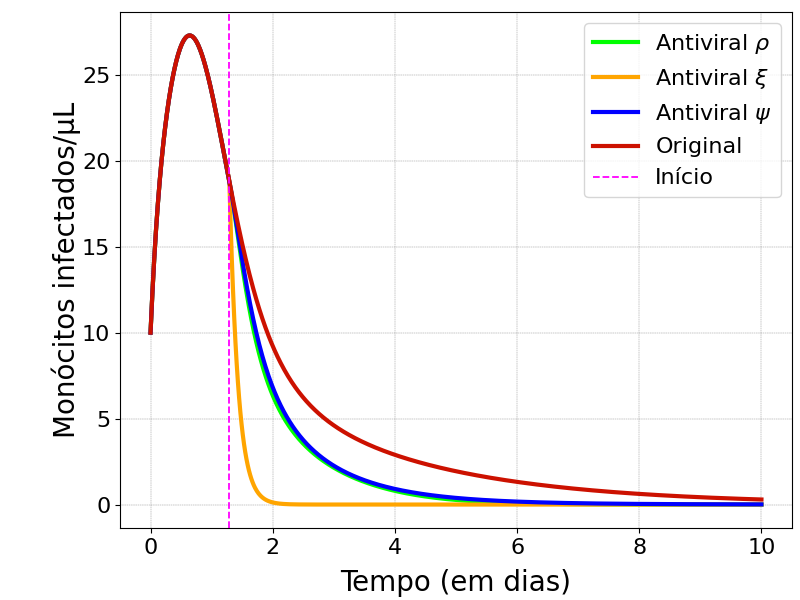 Monócitos infectados/µL
25
20
15
10
5
0
Antiviral ρ
Antiviral ξ
Antiviral ψ
Original
Início
0 2 4 6 8 10
Tempo (em dias)